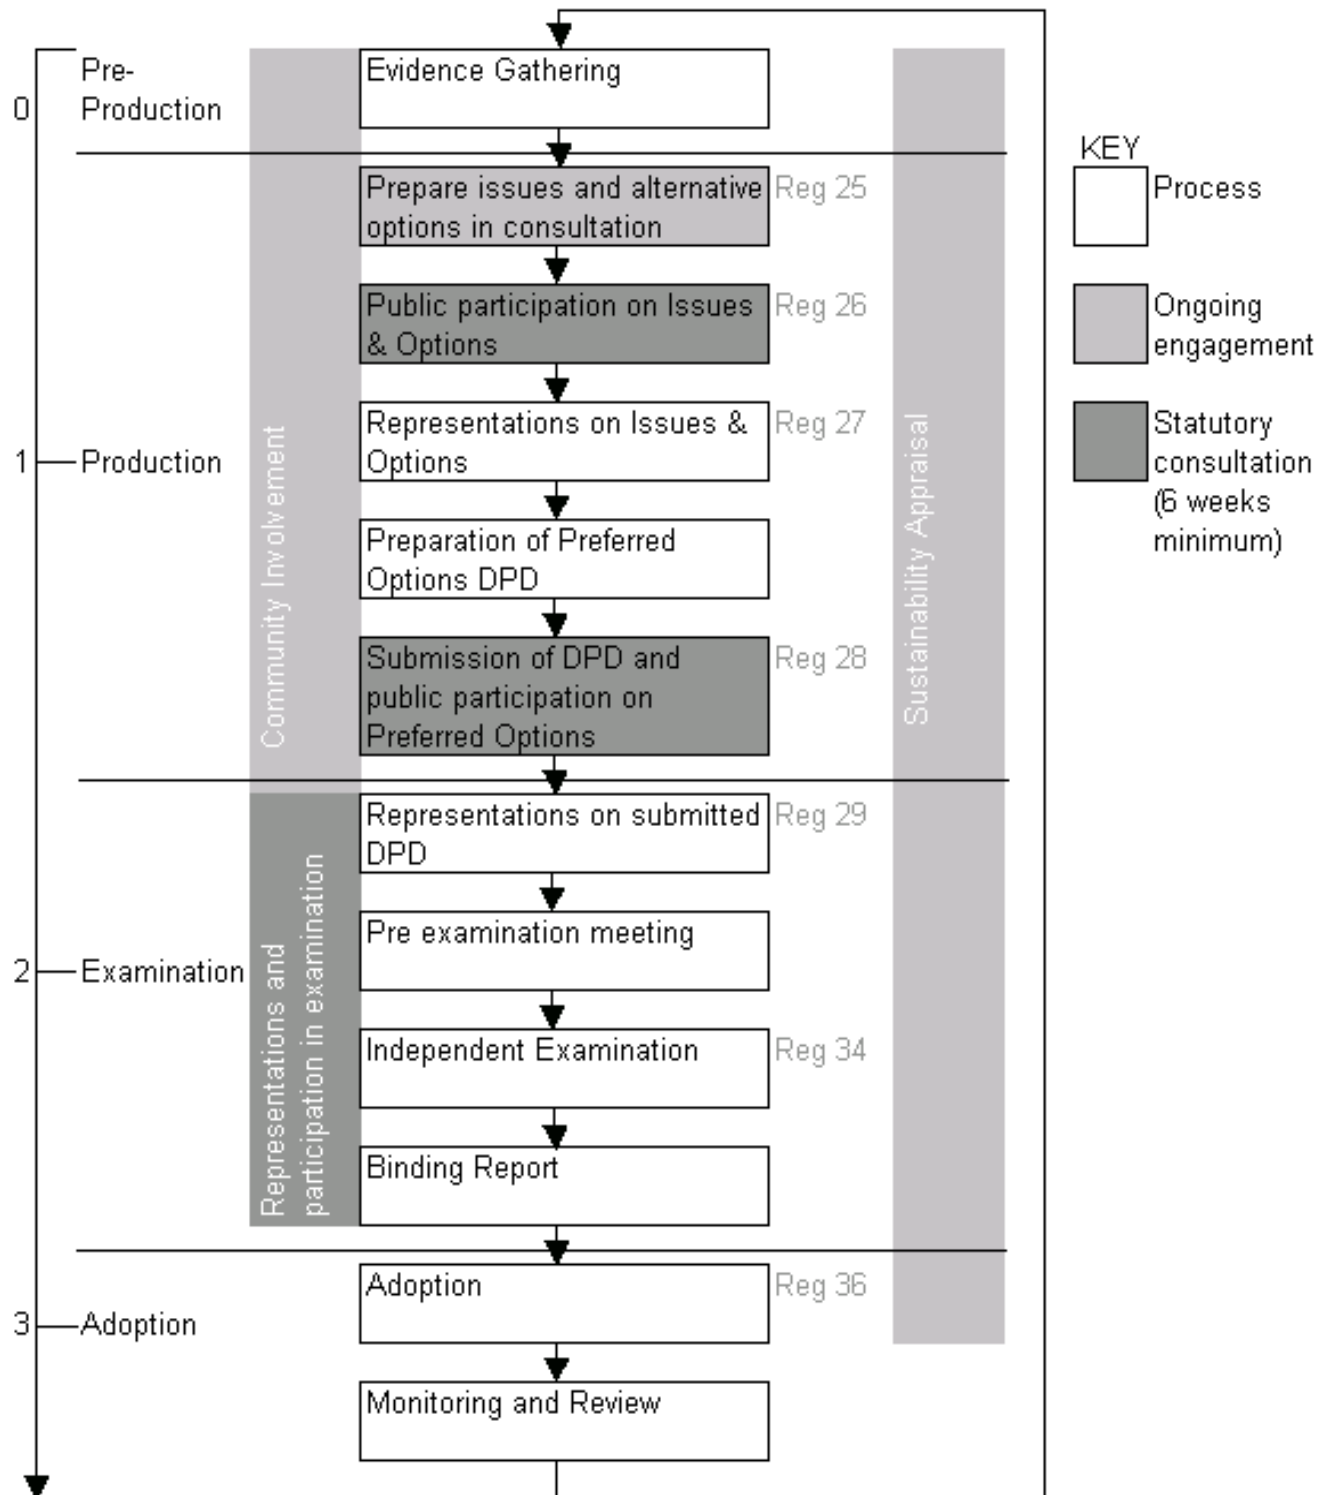 Pre-
0 Production
Evidence Gathering
KEY
Process
Ongoing
engagement
Statutory
consultation
(6 weeks
minimum)
Prepare issues and alternative
options in consultation
Reg 25
Public participation on Issues
& Options
Reg 26
1 Production
Representations on Issues &
Options
Reg 27
Preparation of Preferred
Options DPD
Submission of DPD and
public participation on
Preferred Options
Reg 28
Community Involvement
Sustainability Appraisal
Representations on submitted
DPD
Reg 29
2 Examination
Pre examination meeting
Independent Examination
Reg 34
Binding Report
Representations and
participation in examination
3 Adoption
Adoption
Reg 36
Monitoring and Review